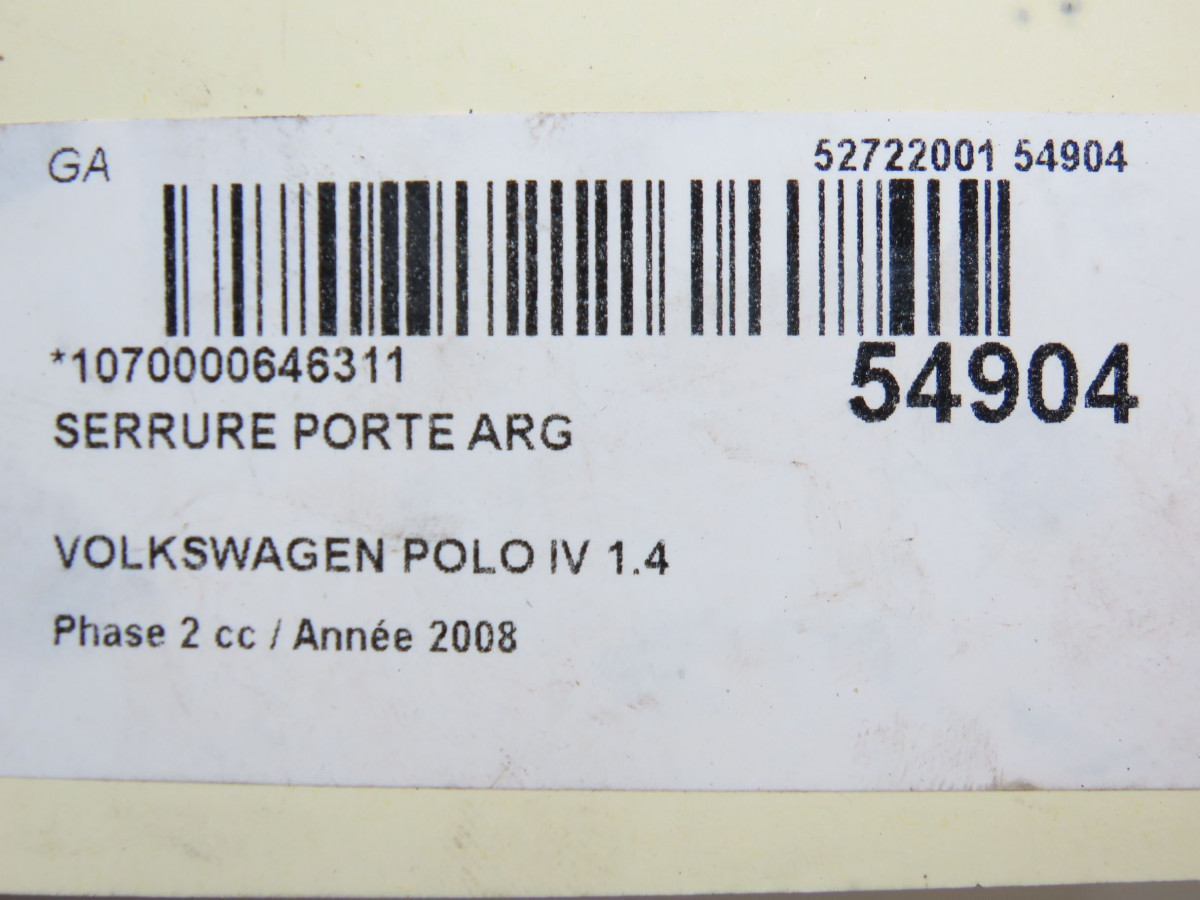 GA
52722001 54904
*1070000646311
54904
SERRURE PORTE ARG
VOLKSWAGEN POLO IV 1.4
Phase 2 cc / Année 2008